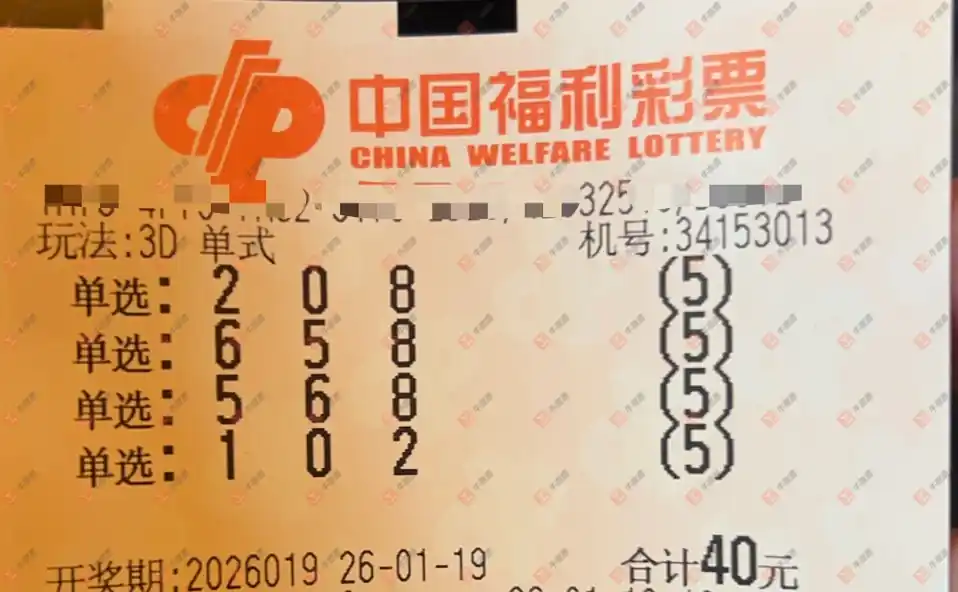 中国福利彩票
CHINA WELFARE LOTTERY
325
玩法:3D 单式 机号:34153013
单选: 2 0 8 (5)
单选: 6 5 8 (5)
单选: 5 6 8 (5)
单选: 1 0 2 (5)
开奖期:2026019 26-01-19 合计40元